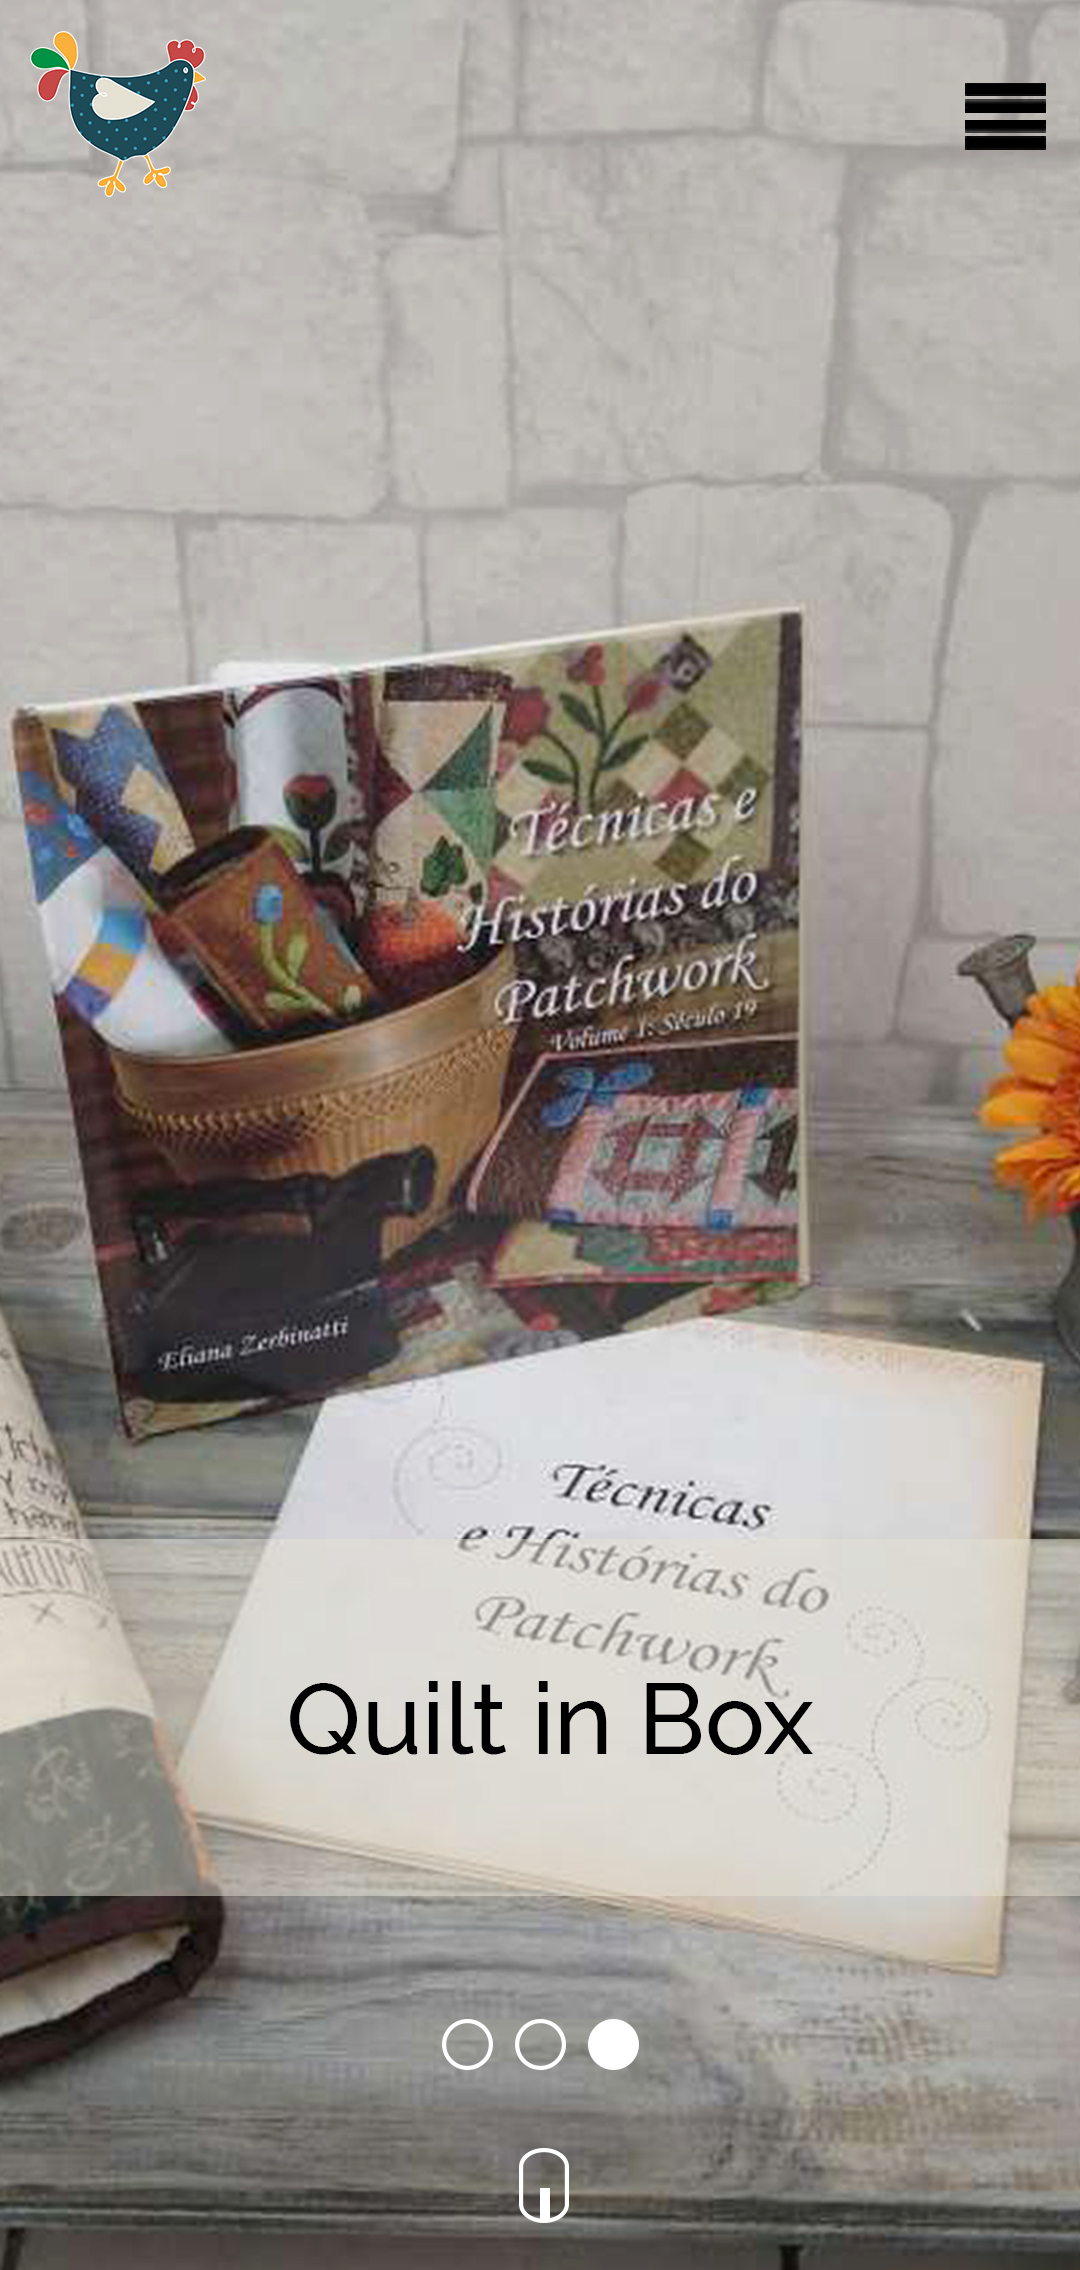 Técnicas e
Histórias do
Patchwork
Volume 1: Século 19
Eliana Zerbinatti
Técnicas
e Histórias do
Patchwork
Quilt in Box